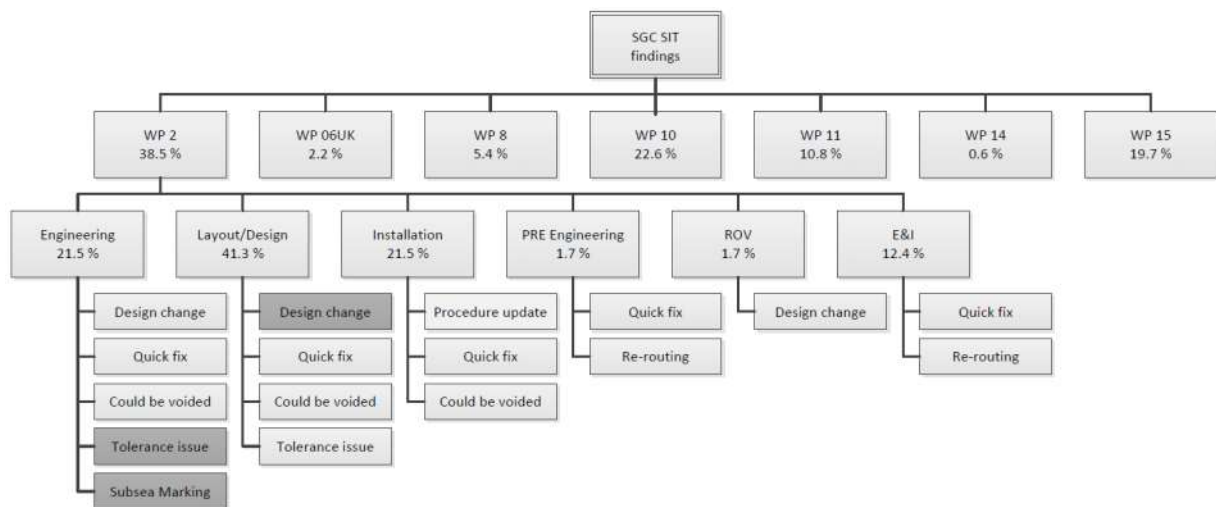 SGC SIT
findings
WP 2
38.5 %
WP 06UK
2.2 %
WP 8
5.4 %
WP 10
22.6 %
WP 11
10.8 %
WP 14
0.6 %
WP 15
19.7 %
Engineering
21.5 %
Layout/Design
41.3 %
Installation
21.5 %
PRE Engineering
1.7 %
ROV
1.7 %
E&I
12.4 %
Design change
Quick fix
Could be voided
Tolerance issue
Subsea Marking
Design change
Quick fix
Could be voided
Tolerance issue
Procedure update
Quick fix
Could be voided
Quick fix
Re-routing
Design change
Quick fix
Re-routing